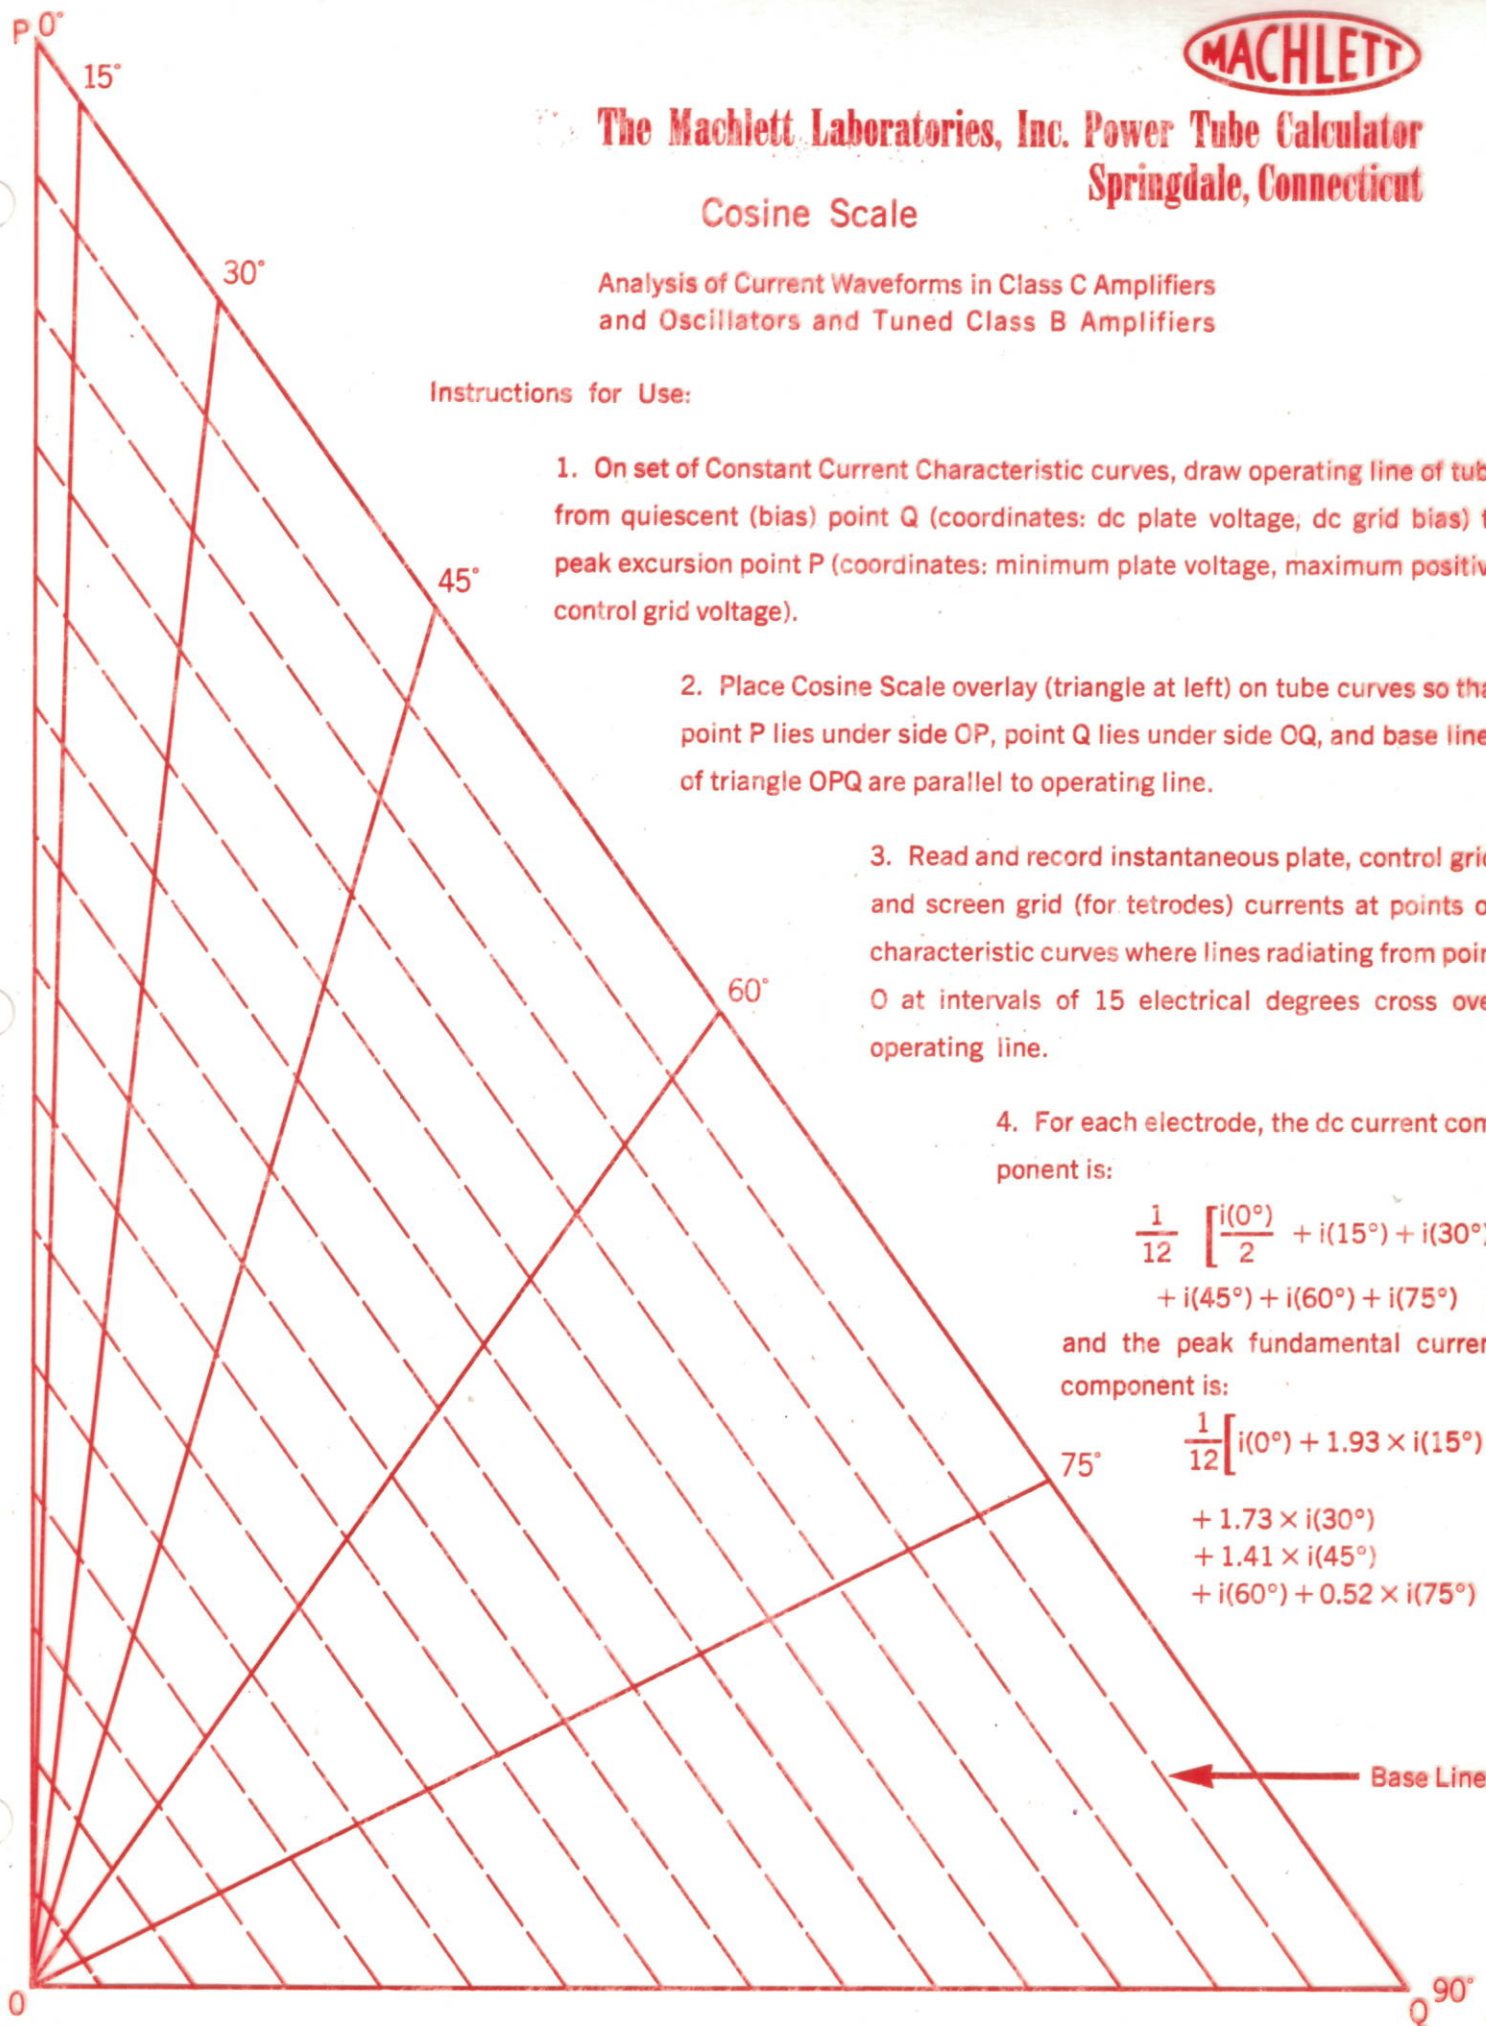 P 0°
15°
30°
45°
60°
75°
90°
O
Q
MACHLETT
The Machlett Laboratories, Inc. Power Tube Calculator
Springdale, Connecticut
Cosine Scale
Analysis of Current Waveforms in Class C Amplifiers
and Oscillators and Tuned Class B Amplifiers
Instructions for Use:
1. On set of Constant Current Characteristic curves, draw operating line of tub
from quiescent (bias) point Q (coordinates: dc plate voltage, dc grid bias) t
peak excursion point P (coordinates: minimum plate voltage, maximum positiv
control grid voltage).
2. Place Cosine Scale overlay (triangle at left) on tube curves so tha
point P lies under side OP, point Q lies under side OQ, and base line
of triangle OPQ are parallel to operating line.
3. Read and record instantaneous plate, control gri
and screen grid (for tetrodes) currents at points o
characteristic curves where lines radiating from poin
O at intervals of 15 electrical degrees cross ove
operating line.
4. For each electrode, the dc current com
ponent is:
1/12 [i(0°)/2 + i(15°) + i(30°)
+ i(45°) + i(60°) + i(75°)
and the peak fundamental curren
component is:
1/12 [i(0°) + 1.93 × i(15°)
+ 1.73 × i(30°)
+ 1.41 × i(45°)
+ i(60°) + 0.52 × i(75°)
Base Line